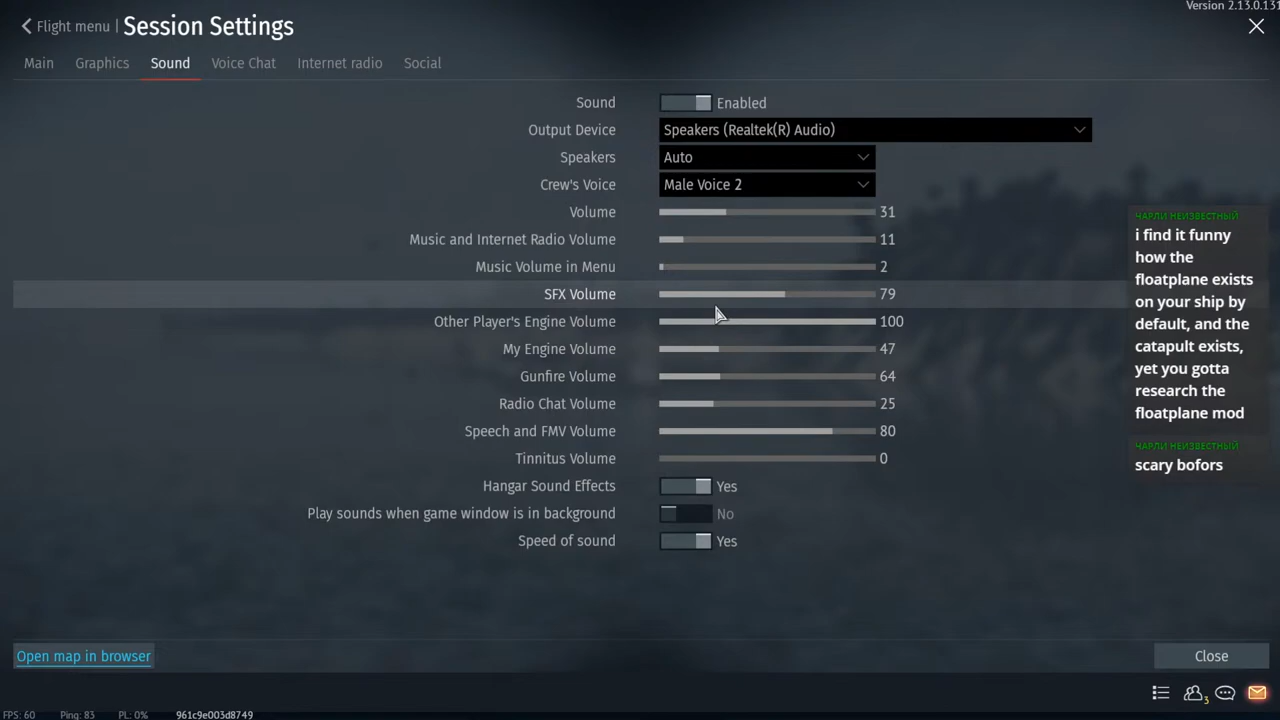 Version 2.13.0.131
Flight menu | Session Settings
Main Graphics Sound Voice Chat Internet radio Social
Sound Enabled
Output Device Speakers (Realtek(R) Audio)
Speakers Auto
Crew's Voice Male Voice 2
Volume 31
Music and Internet Radio Volume 11
Music Volume in Menu 2
SFX Volume 79
Other Player's Engine Volume 100
My Engine Volume 47
Gunfire Volume 64
Radio Chat Volume 25
Speech and FMV Volume 80
Tinnitus Volume 0
Hangar Sound Effects Yes
Play sounds when game window is in background No
Speed of sound Yes
ЧАРЛИ НЕИЗВЕСТНЫЙ
i find it funny
how the
floatplane exists
on your ship by
default, and the
catapult exists,
yet you gotta
research the
floatplane mod
ЧАРЛИ НЕИЗВЕСТНЫЙ
scary bofors
Open map in browser
Close
3
FPS: 60 Ping: 83 PL: 0% 961c9e003d8749